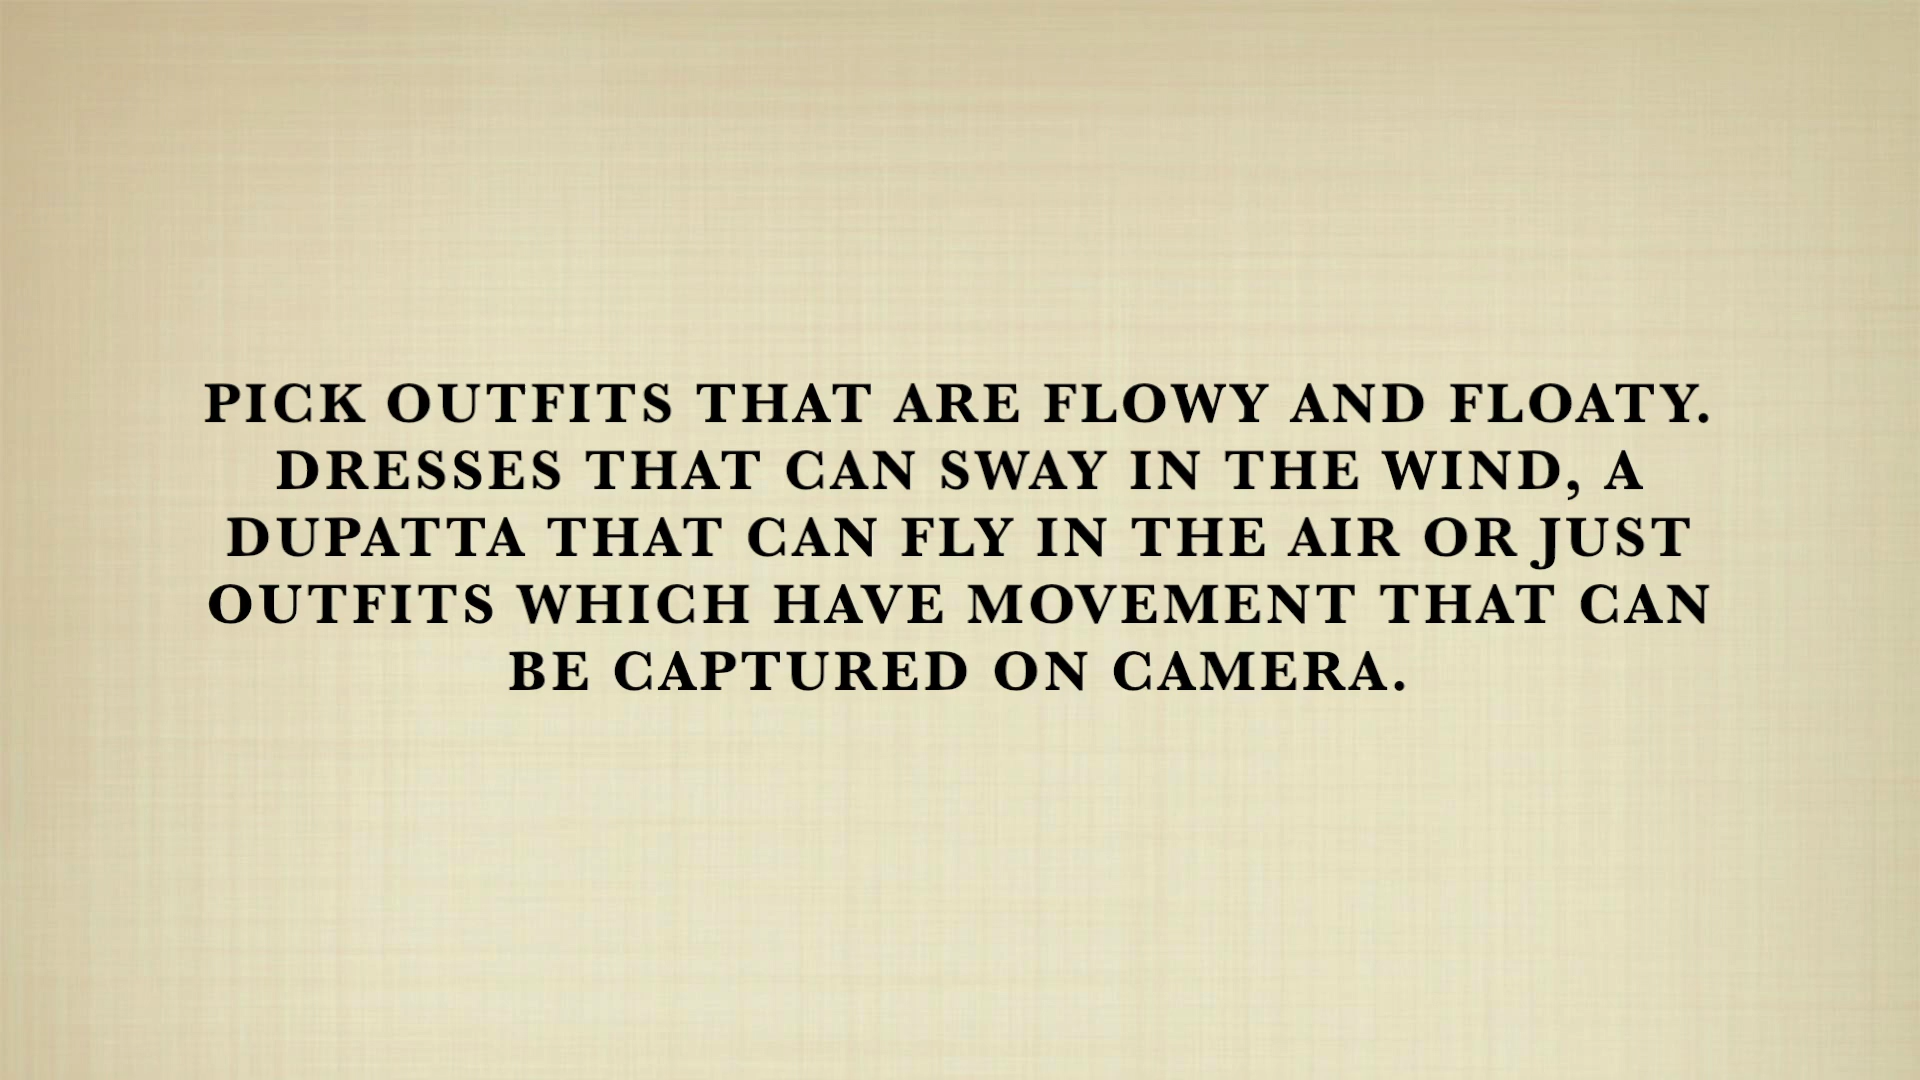 PICK OUTFITS THAT ARE FLOWY AND FLOATY.
DRESSES THAT CAN SWAY IN THE WIND, A
DUPATTA THAT CAN FLY IN THE AIR OR JUST
OUTFITS WHICH HAVE MOVEMENT THAT CAN
BE CAPTURED ON CAMERA.